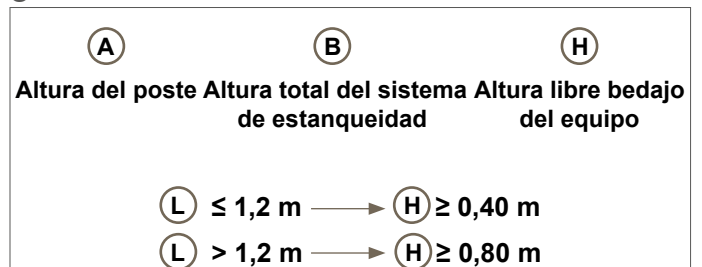 A B H
Altura del poste Altura total del sistema Altura libre bedajo
de estanqueidad del equipo
L ≤ 1,2 m → H ≥ 0,40 m
L > 1,2 m → H ≥ 0,80 m